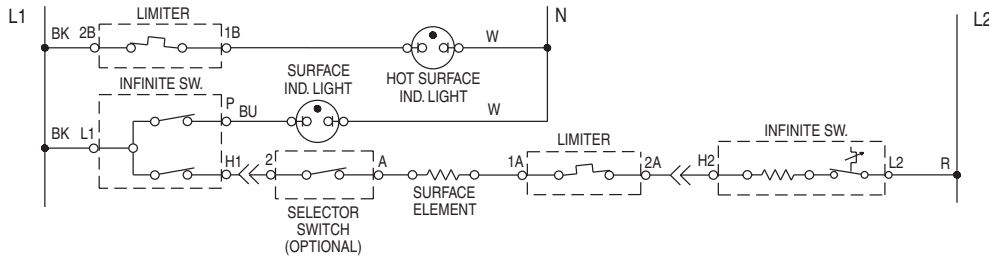 L1
LIMITER
N
L2
BK 2B 1B W
INFINITE SW.
SURFACE
IND. LIGHT
HOT SURFACE
IND. LIGHT
P BU W
BK L1
LIMITER
INFINITE SW.
H1 2 A 1A 2A H2 L2 R
SURFACE
ELEMENT
SELECTOR
SWITCH
(OPTIONAL)